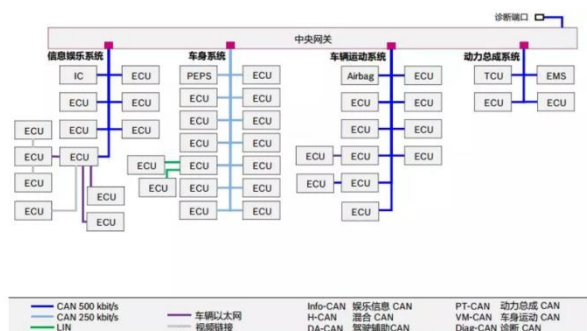 诊断端口
中央网关
信息娱乐系统 车身系统 车辆运动系统 动力总成系统
IC ECU PEPS ECU Airbag ECU TCU EMS
ECU ECU ECU ECU ECU ECU ECU ECU
ECU ECU ECU ECU ECU ECU
ECU
ECU ECU ECU ECU ECU ECU ECU
ECU ECU ECU ECU
ECU ECU ECU ECU ECU ECU
ECU ECU ECU ECU
CAN 500 kbit/s
CAN 250 kbit/s
LIN
车辆以太网
视频链接
Info-CAN 娱乐信息 CAN
H-CAN 混合 CAN
DA-CAN 驾驶辅助CAN
PT-CAN 动力总成 CAN
VM-CAN 车身运动 CAN
Diag-CAN 诊断 CAN